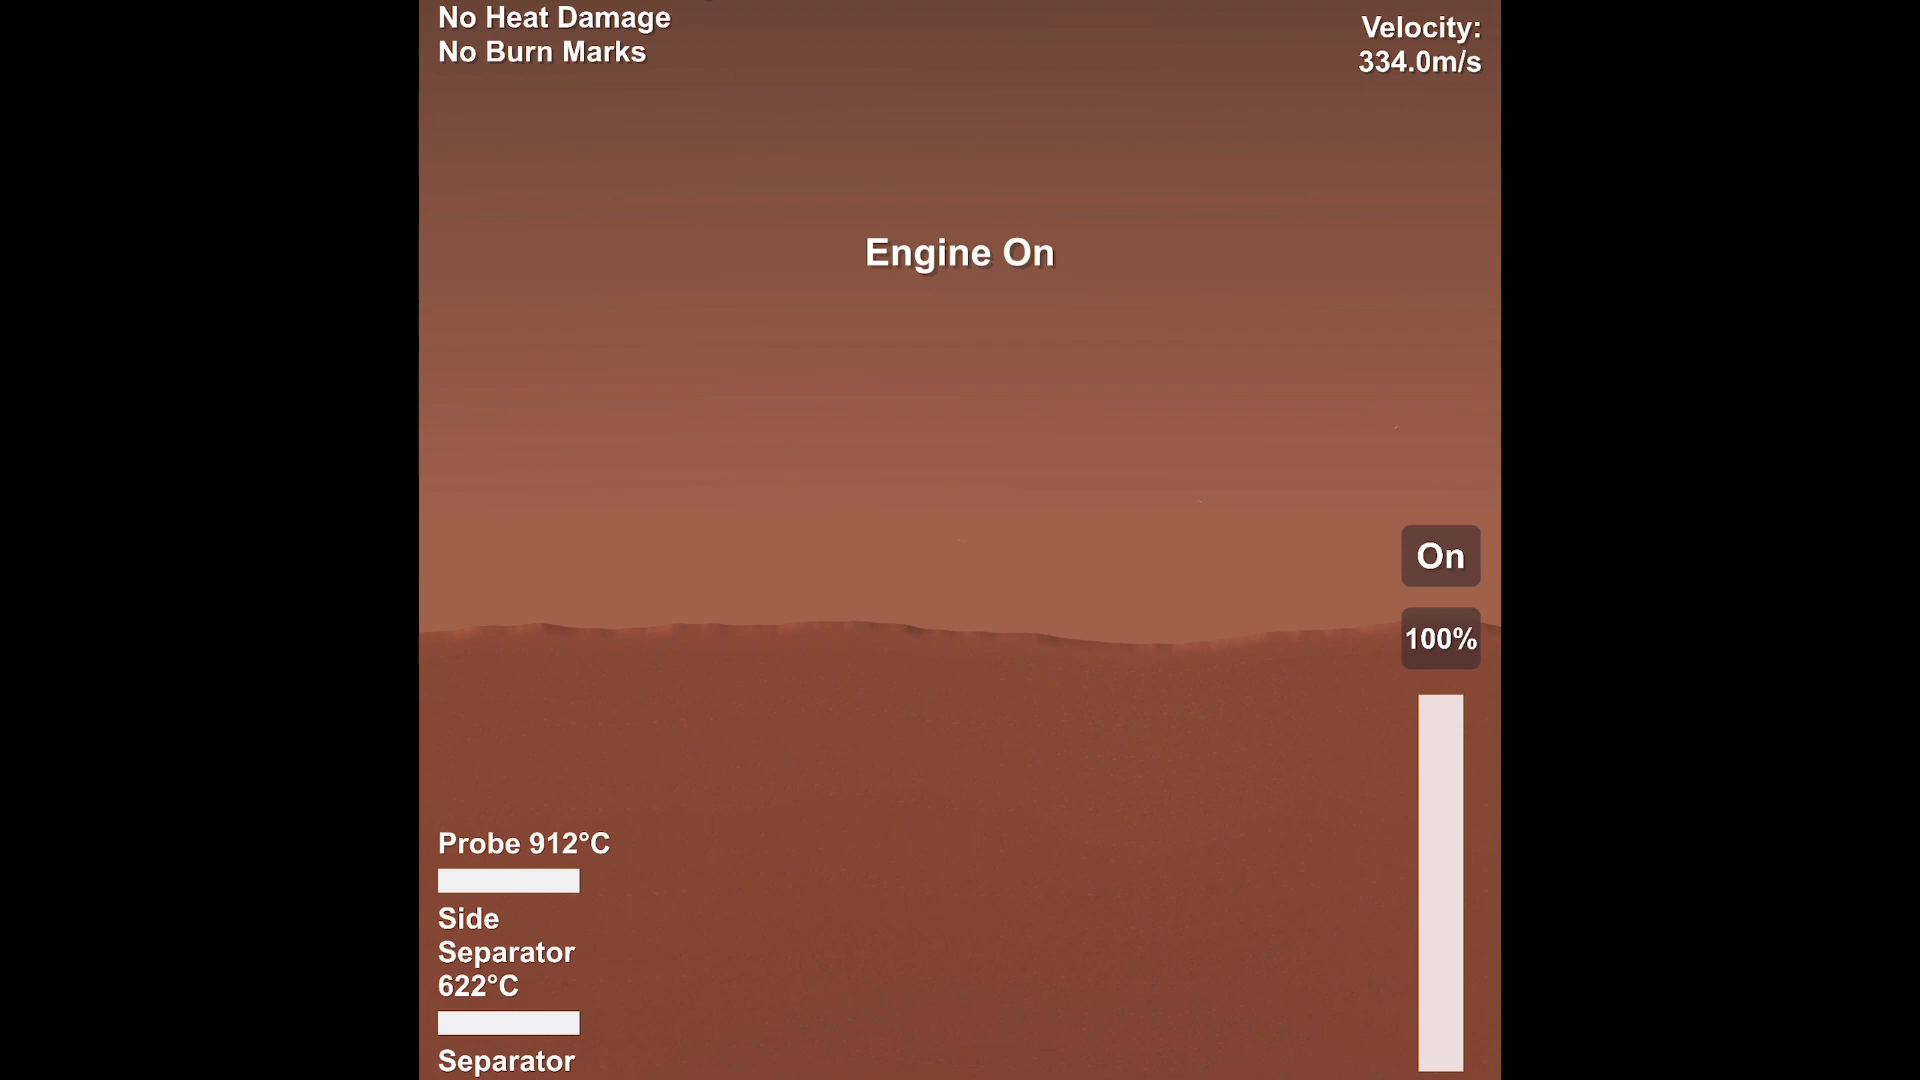 No Heat Damage
No Burn Marks
Velocity:
334.0m/s
Engine On
On
100%
Probe 912°C
Side
Separator
622°C
Separator